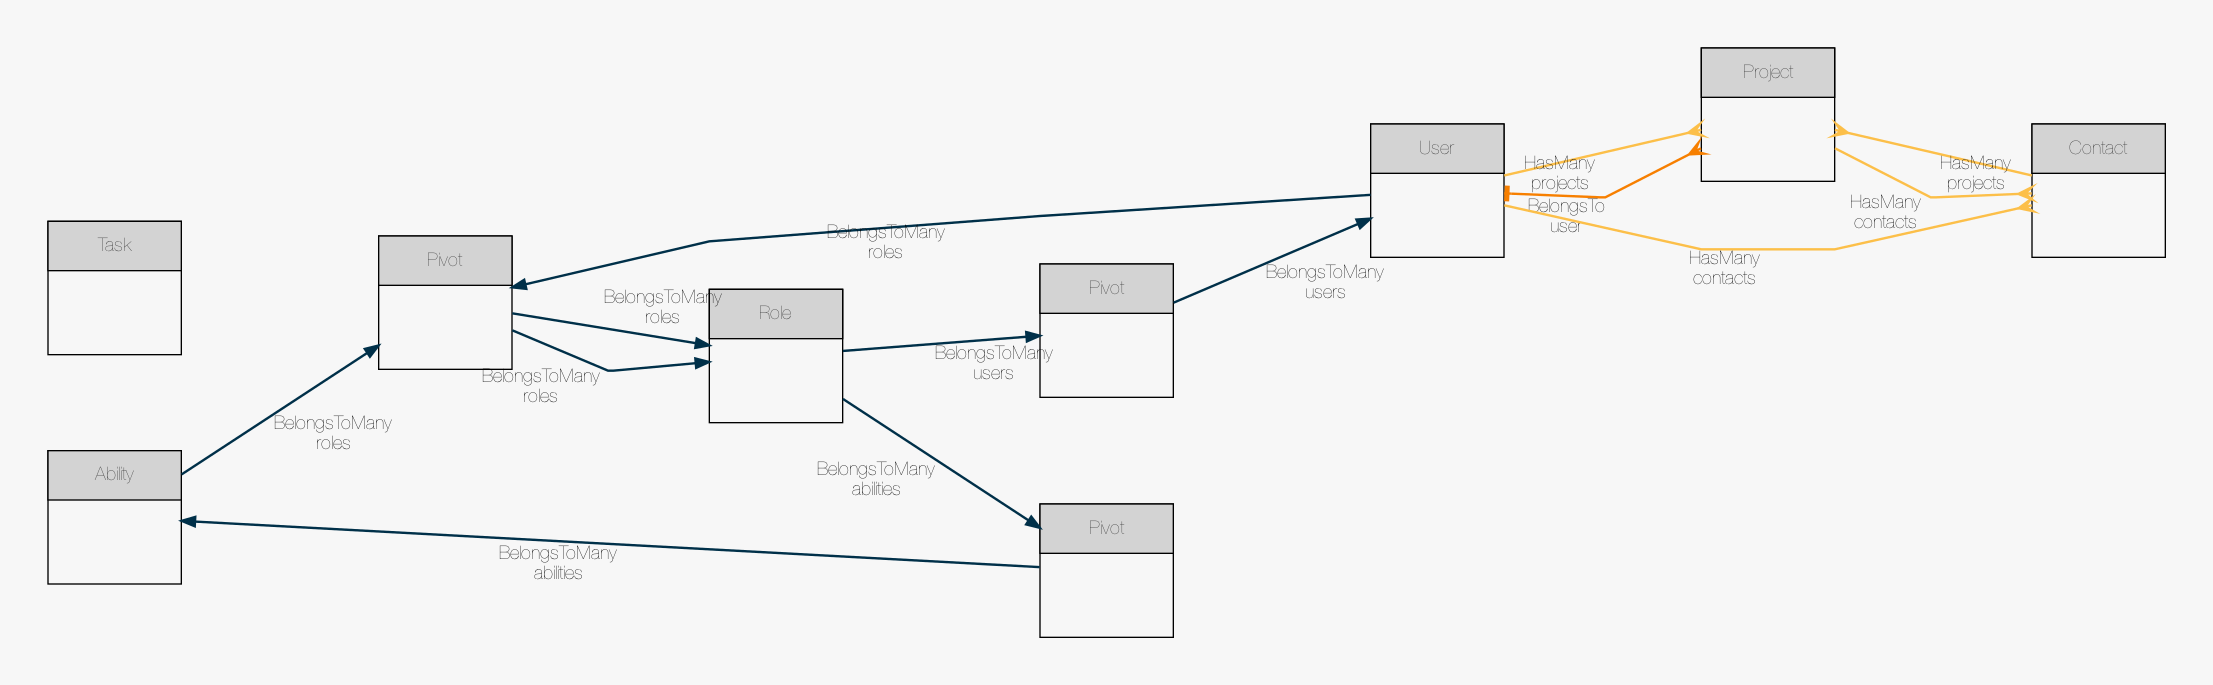 Project
User
Contact
HasMany
projects
HasMany
projects
BelongsTo
user
HasMany
contacts
BelongsToMany
roles
Task
Pivot
HasMany
contacts
BelongsToMany
users
Pivot
BelongsToMany
roles
Role
BelongsToMany
users
BelongsToMany
roles
BelongsToMany
roles
Ability
BelongsToMany
abilities
Pivot
BelongsToMany
abilities